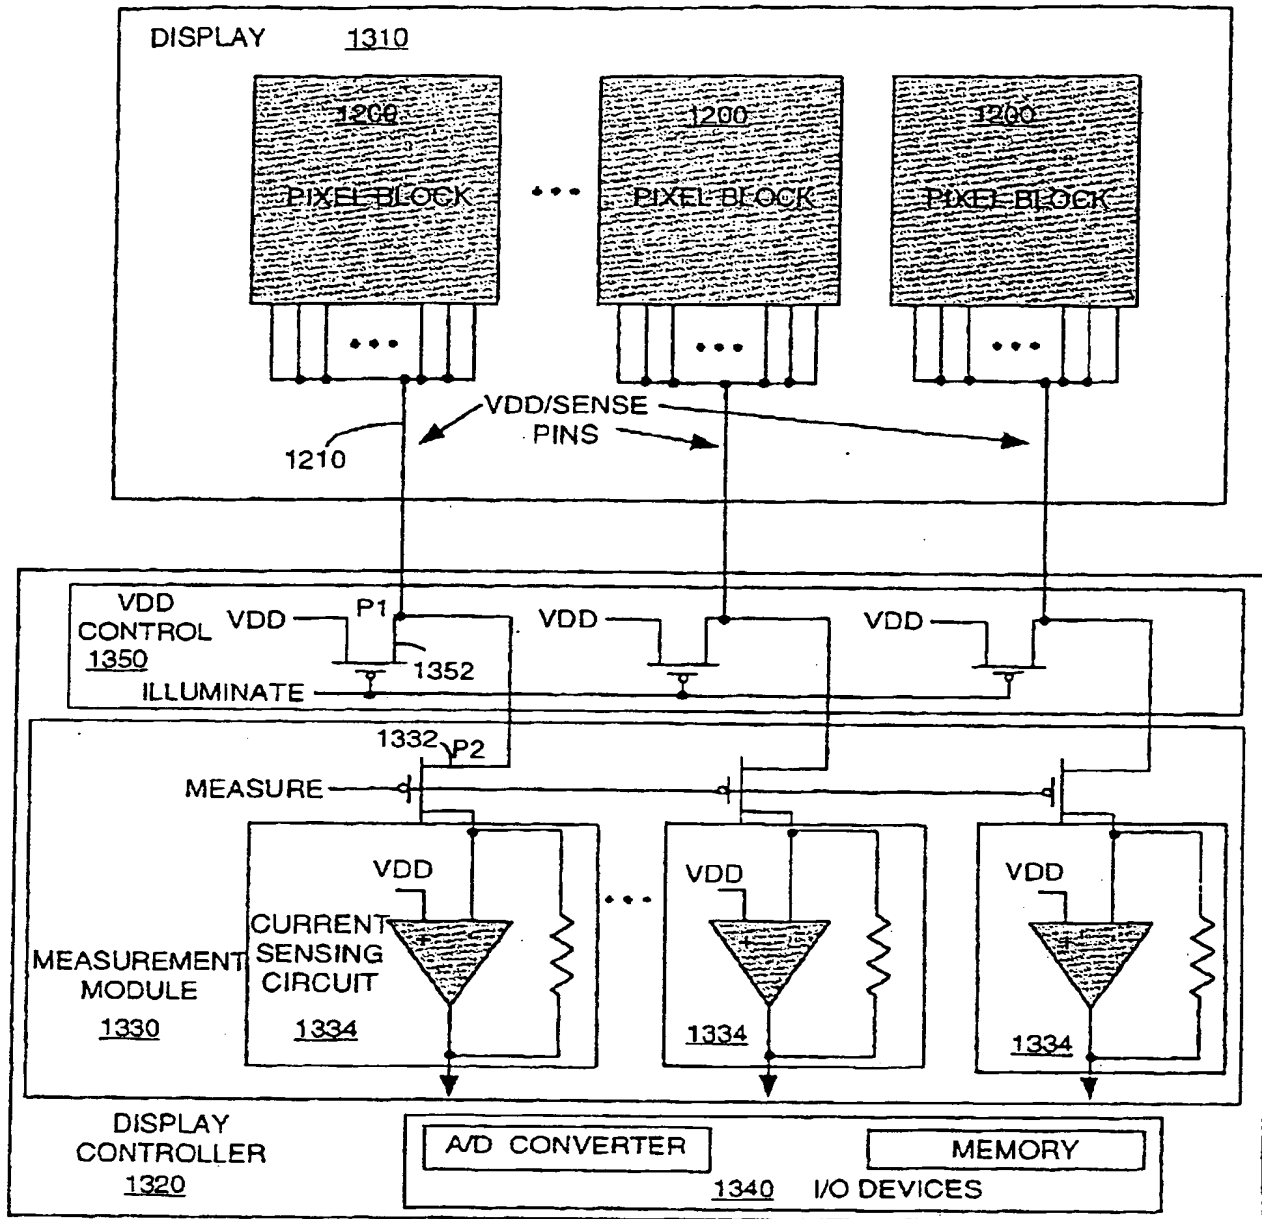 DISPLAY 1310
1200 1200 1200
PIXEL BLOCK PIXEL BLOCK PIXEL BLOCK
VDD/SENSE
PINS
1210
VDD
CONTROL
1350
VDD P1 VDD VDD
1352
ILLUMINATE
1332 P2
MEASURE
VDD VDD VDD
CURRENT
SENSING
CIRCUIT
1334 1334 1334
+ - + - + -
MEASUREMENT
MODULE
1330
DISPLAY
CONTROLLER
1320
A/D CONVERTER MEMORY
1340 I/O DEVICES